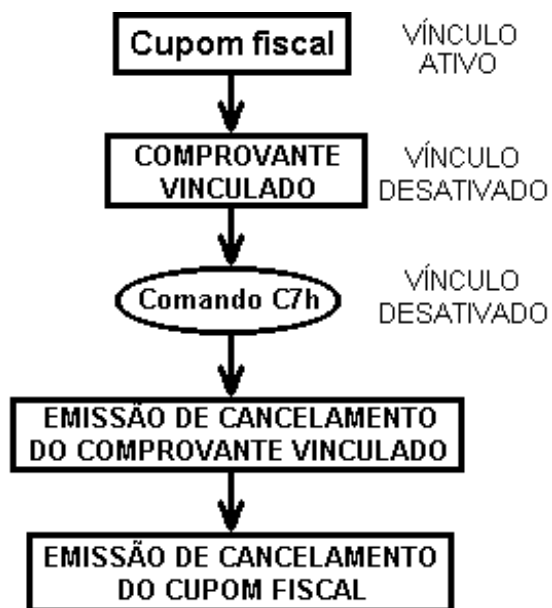 Cupom fiscal
VÍNCULO
ATIVO
COMPROVANTE
VINCULADO
VÍNCULO
DESATIVADO
Comando C7h
VÍNCULO
DESATIVADO
EMISSÃO DE CANCELAMENTO
DO COMPROVANTE VINCULADO
EMISSÃO DE CANCELAMENTO
DO CUPOM FISCAL